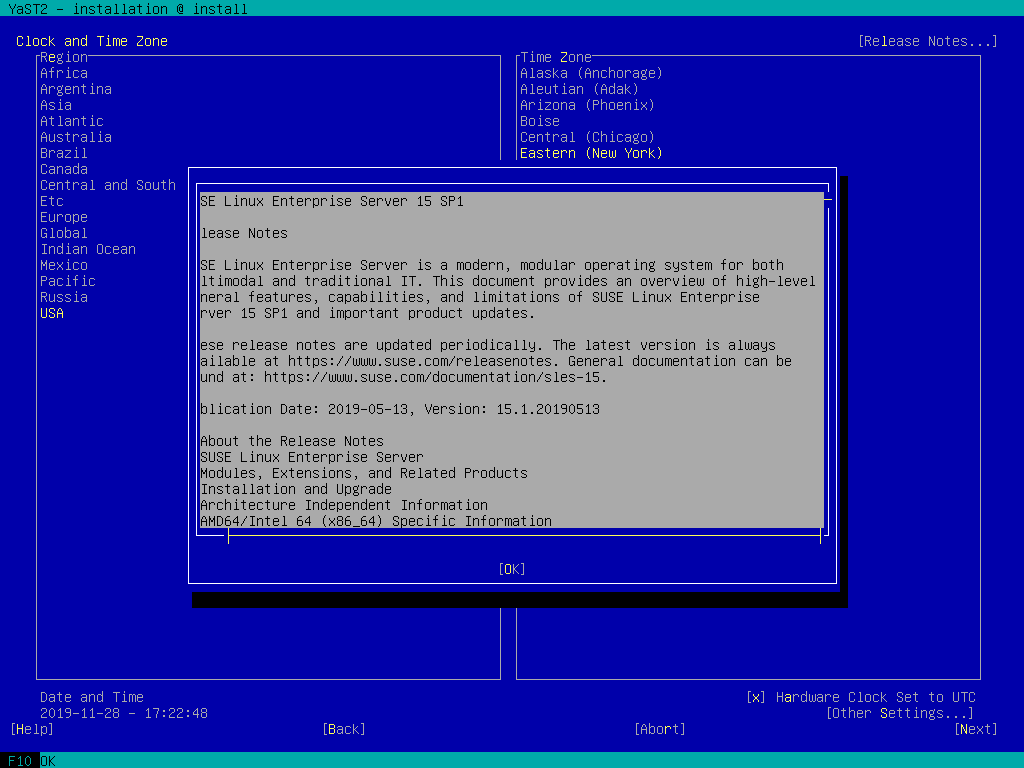 YaST2 - installation @ install
Clock and Time Zone
[Release Notes...]
Region
Africa
Argentina
Asia
Atlantic
Australia
Brazil
Canada
Central and South
Etc
Europe
Global
Indian Ocean
Mexico
Pacific
Russia
USA
Time Zone
Alaska (Anchorage)
Aleutian (Adak)
Arizona (Phoenix)
Boise
Central (Chicago)
Eastern (New York)
SE Linux Enterprise Server 15 SP1
lease Notes
SE Linux Enterprise Server is a modern, modular operating system for both
ltimodal and traditional IT. This document provides an overview of high-level
neral features, capabilities, and limitations of SUSE Linux Enterprise
rver 15 SP1 and important product updates.
ese release notes are updated periodically. The latest version is always
ailable at https://www.suse.com/releasenotes. General documentation can be
und at: https://www.suse.com/documentation/sles-15.
blication Date: 2019-05-13, Version: 15.1.20190513
About the Release Notes
SUSE Linux Enterprise Server
Modules, Extensions, and Related Products
Installation and Upgrade
Architecture Independent Information
AMD64/Intel 64 (x86_64) Specific Information
[OK]
Date and Time
2019-11-28 - 17:22:48
[x] Hardware Clock Set to UTC
[Other Settings...]
[Help]
[Back]
[Abort]
[Next]
F10 OK